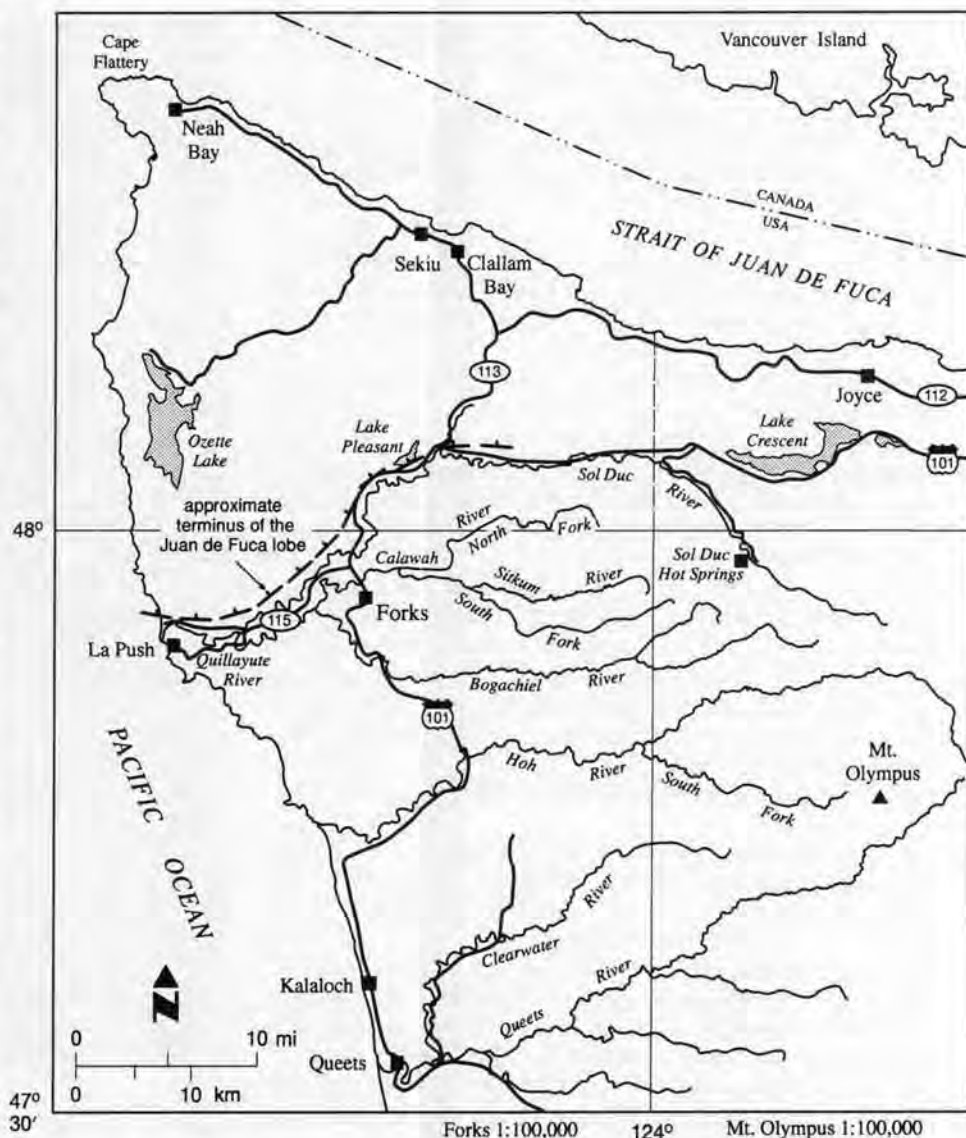 Cape
Flattery
Vancouver Island
Neah
Bay
CANADA
USA
STRAIT OF JUAN DE FUCA
Sekiu
Clallam
Bay
113
Joyce
112
Lake
Pleasant
Lake
Crescent
Ozette
Lake
101
Sol Duc
River
approximate
terminus of the
Juan de Fuca lobe
48°
River
North Fork
Calawah
Sol Duc
Hot Springs
Sitkum River
South
Fork
Forks
115
La Push
Quillayute
River
Bogachiel River
101
Hoh River
South
Fork
Mt.
Olympus
PACIFIC
OCEAN
River
Clearwater
N
Kalaloch
River
Queets
0 10 mi
Queets
0 10 km
47°
30'
Forks 1:100,000
124°
Mt. Olympus 1:100,000